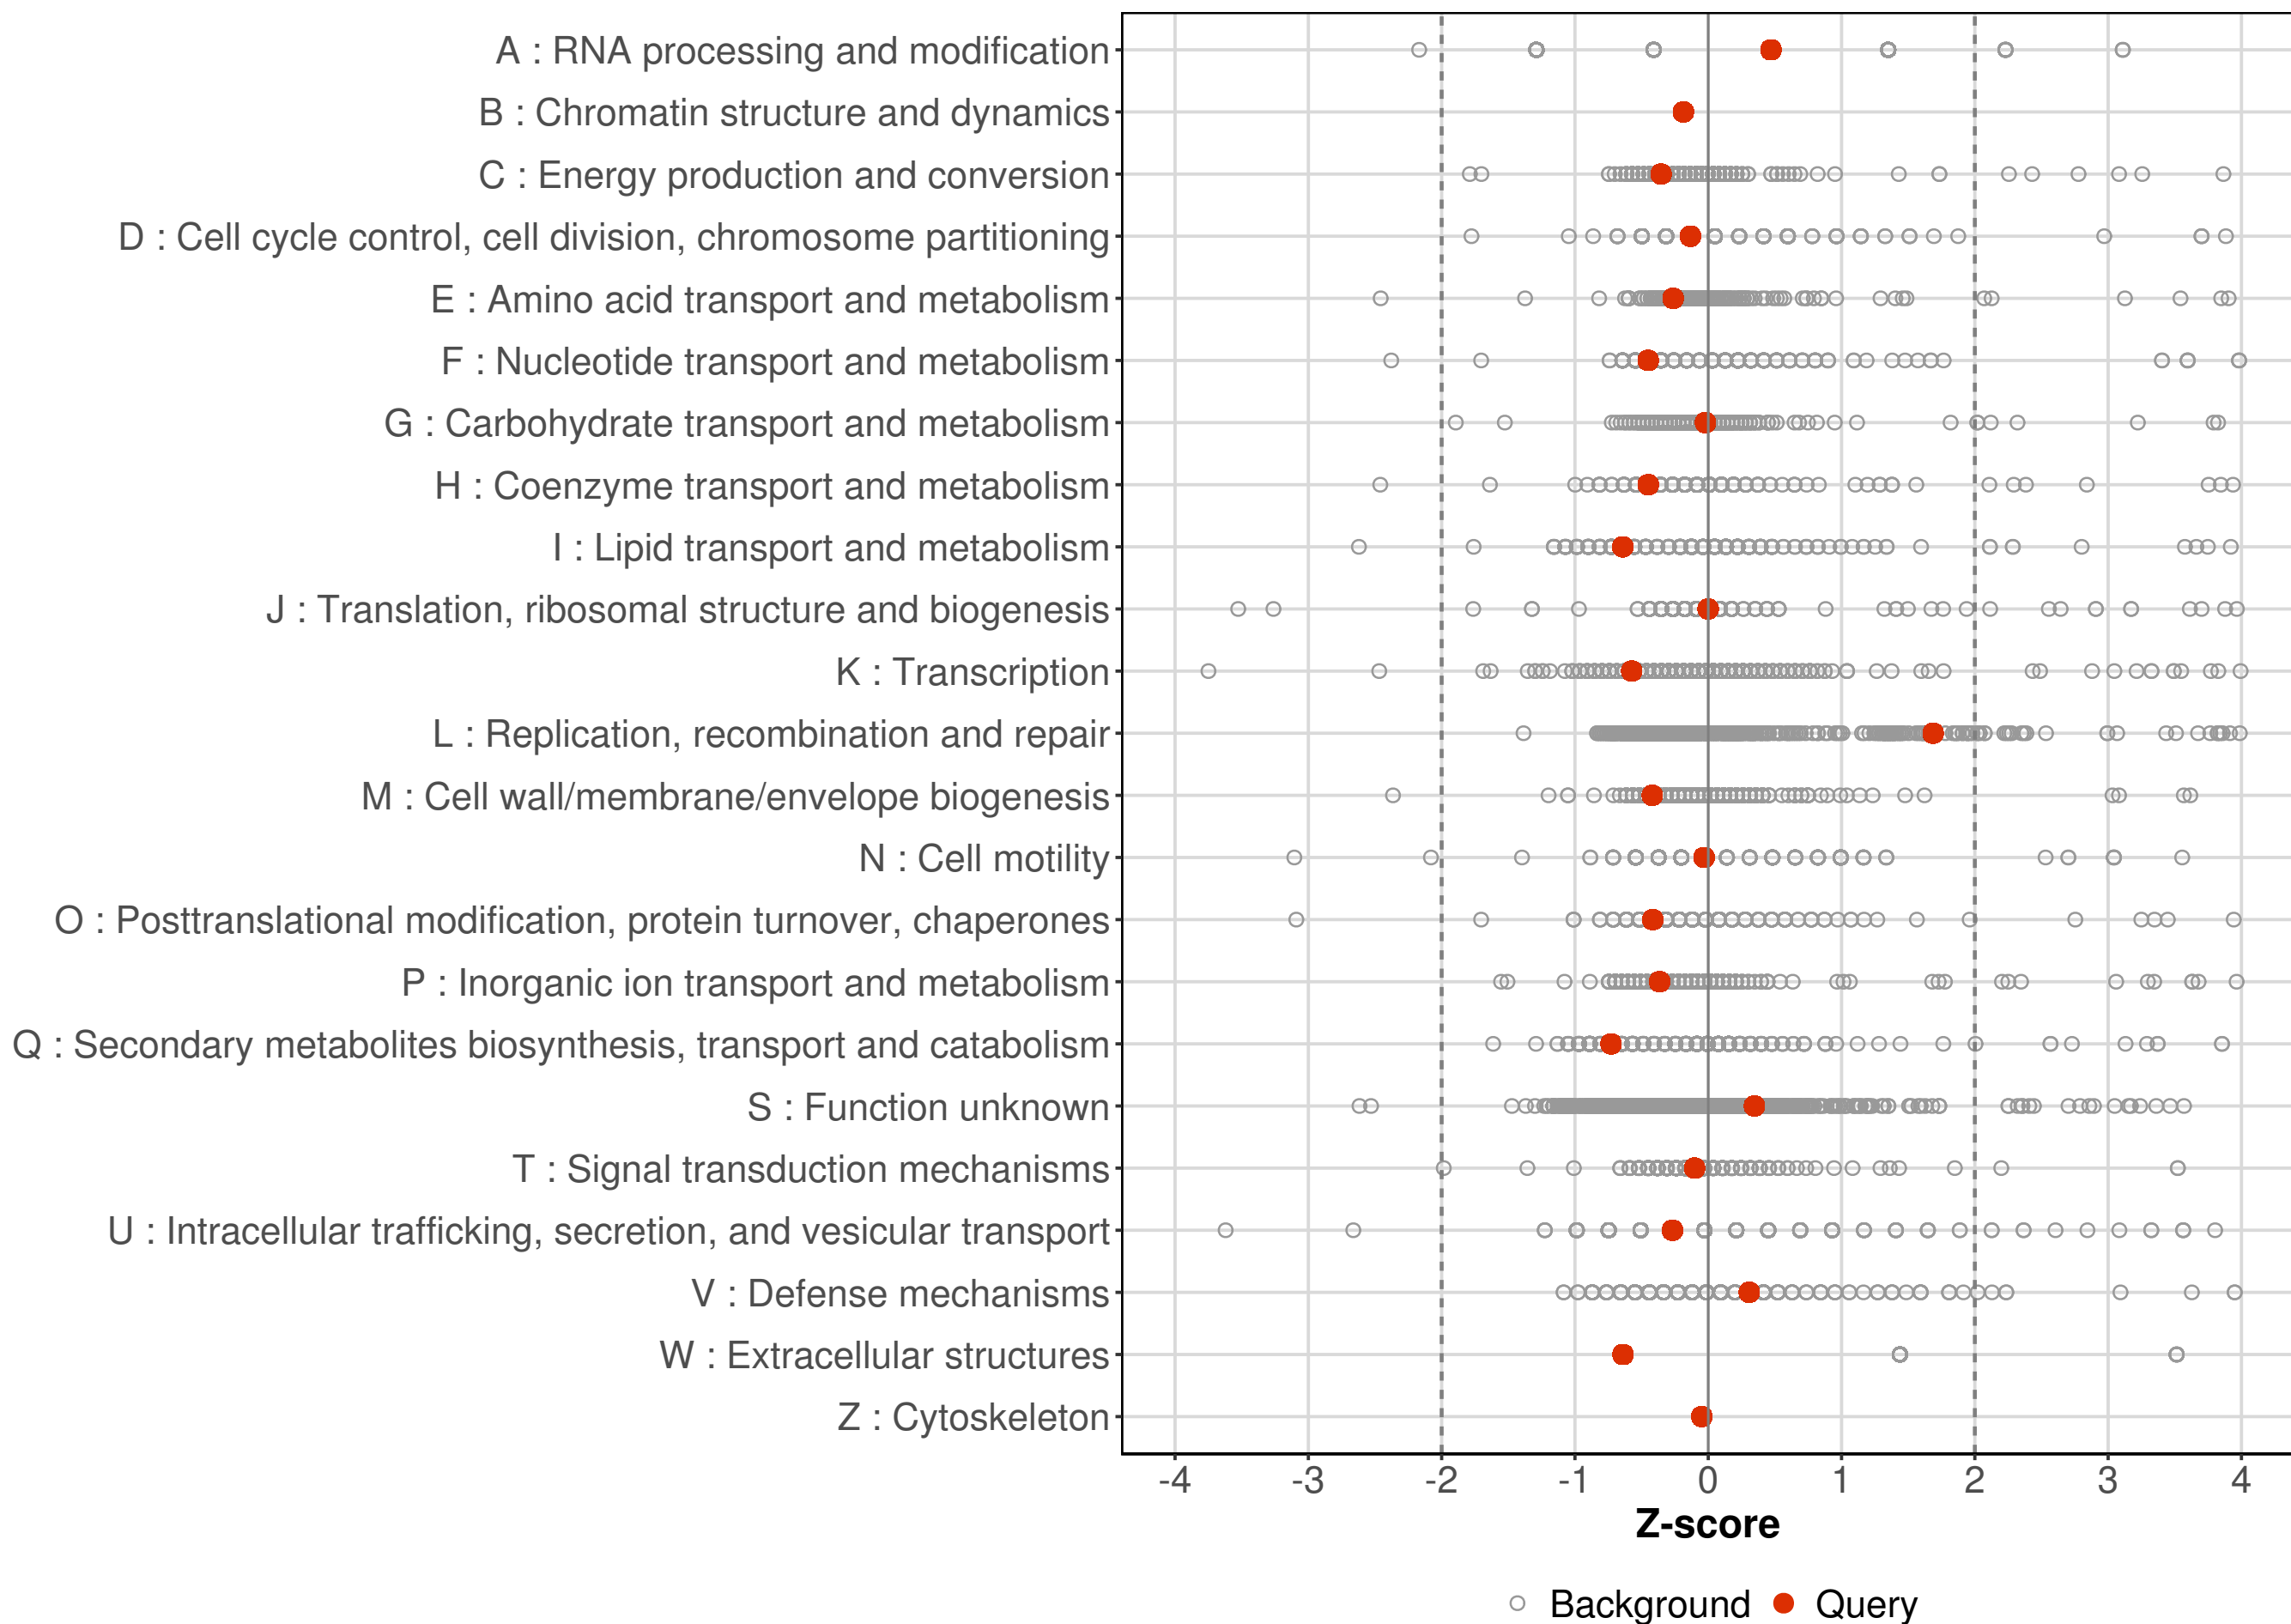 A : RNA processing and modification
B : Chromatin structure and dynamics
C : Energy production and conversion
D : Cell cycle control, cell division, chromosome partitioning
E : Amino acid transport and metabolism
F : Nucleotide transport and metabolism
G : Carbohydrate transport and metabolism
H : Coenzyme transport and metabolism
I : Lipid transport and metabolism
J : Translation, ribosomal structure and biogenesis
K : Transcription
L : Replication, recombination and repair
M : Cell wall/membrane/envelope biogenesis
N : Cell motility
O : Posttranslational modification, protein turnover, chaperones
P : Inorganic ion transport and metabolism
Q : Secondary metabolites biosynthesis, transport and catabolism
S : Function unknown
T : Signal transduction mechanisms
U : Intracellular trafficking, secretion, and vesicular transport
V : Defense mechanisms
W : Extracellular structures
Z : Cytoskeleton
-4 -3 -2 -1 0 1 2 3 4
Z-score
Background Query